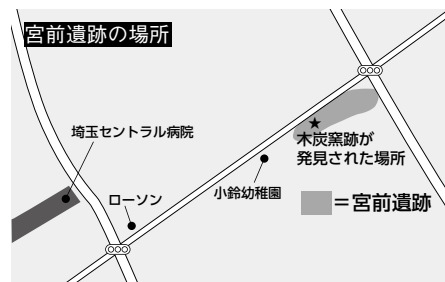 宮前遺跡の場所
埼玉セントラル病院
ローソン
小鈴幼稚園
★
木炭窯跡が
発見された場所
＝宮前遺跡